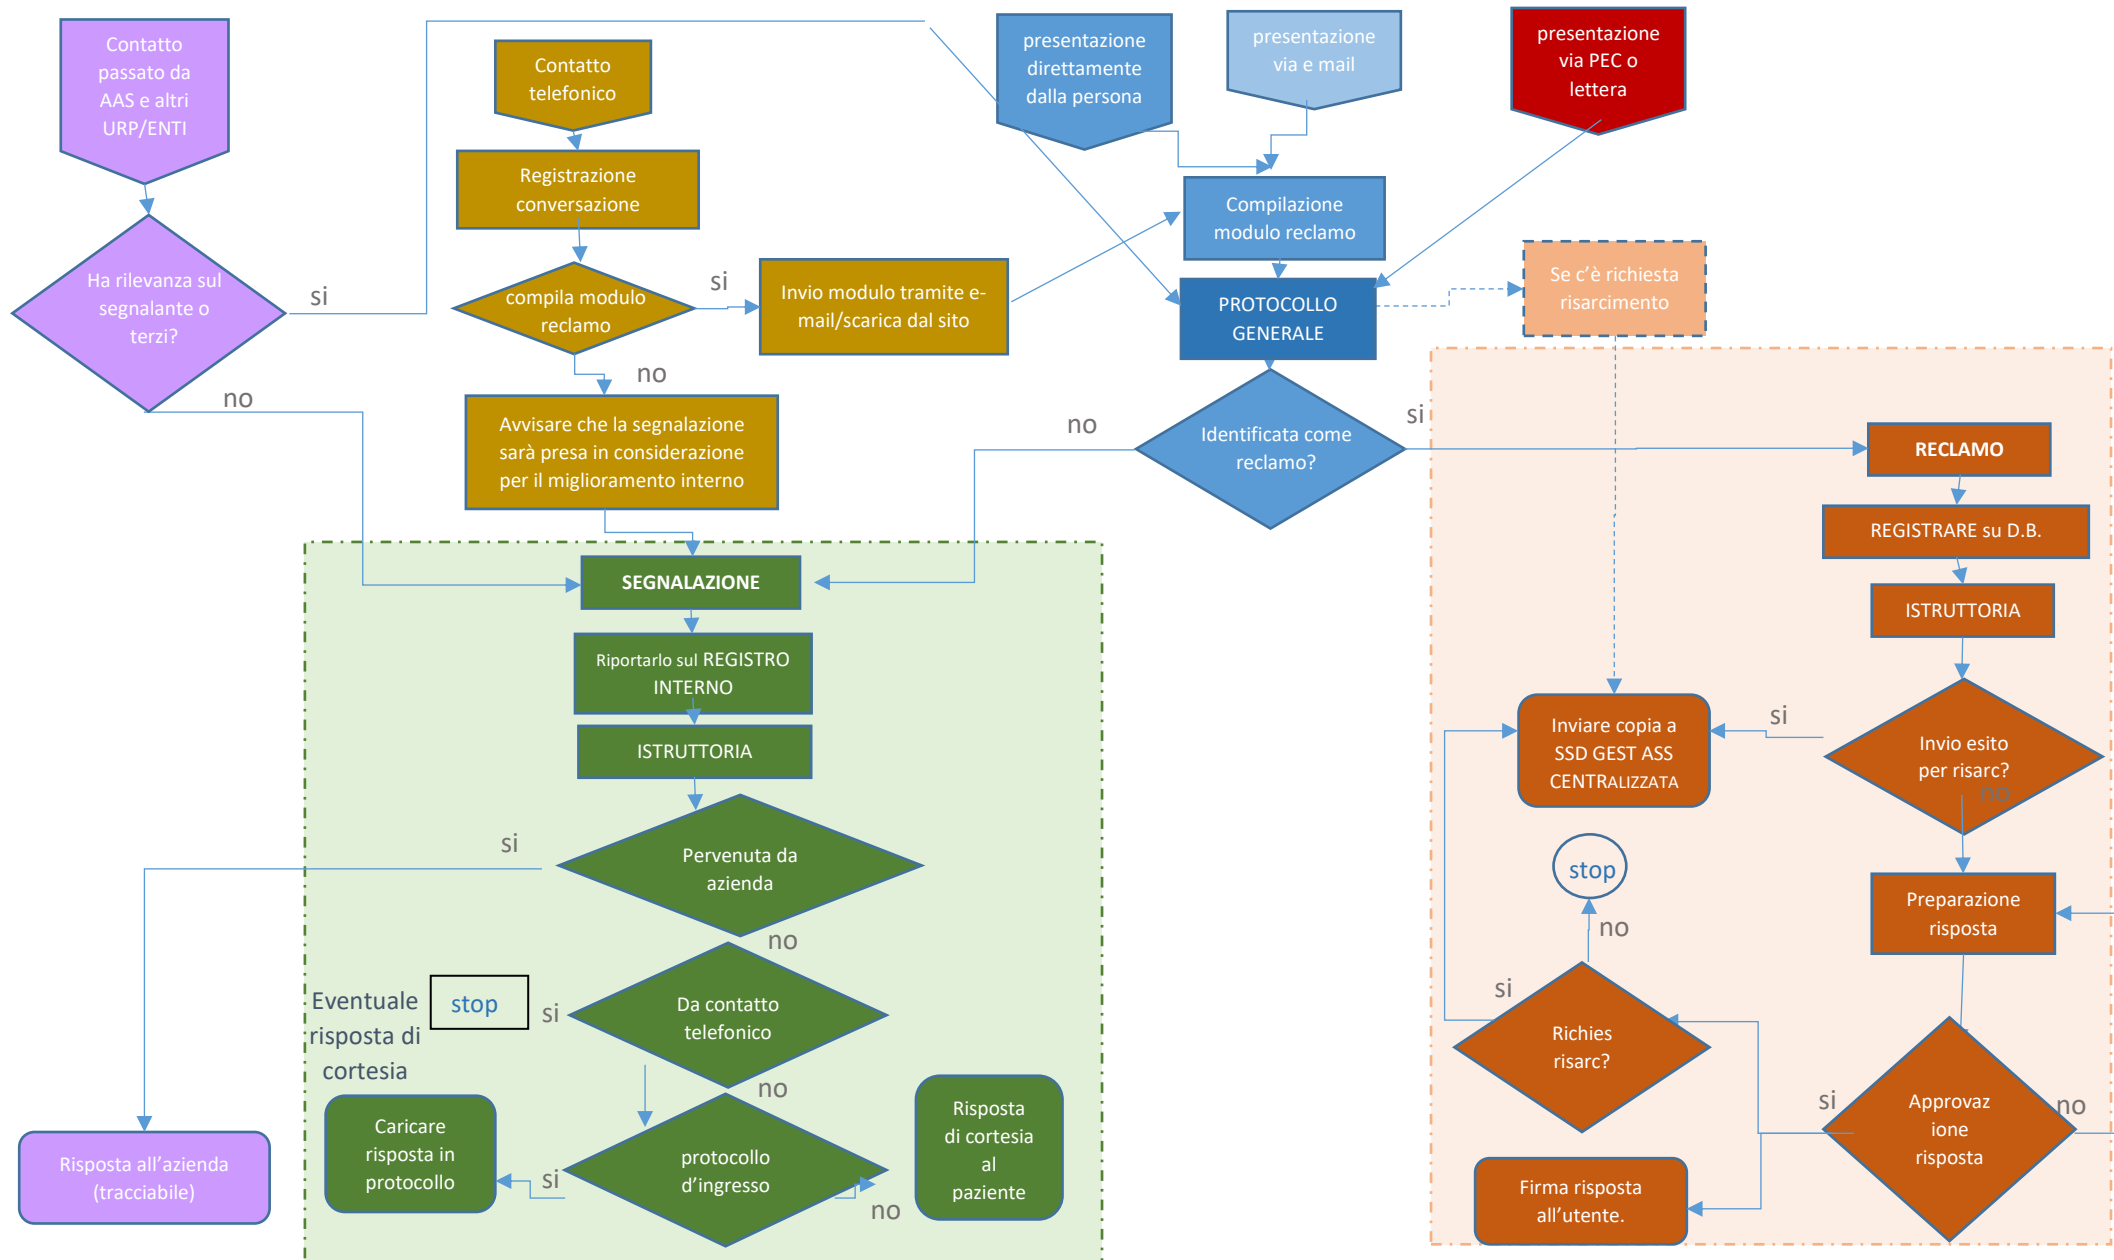 Contatto
passato da
AAS e altri
URP/ENTI
Contatto
telefonico
presentazione
direttamente
dalla persona
presentazione
via e mail
presentazione
via PEC o
lettera
Registrazione
conversazione
Compilazione
modulo reclamo
Ha rilevanza sul
segnalante o
terzi?
si
compila modulo
reclamo
si
Invio modulo tramite e-
mail/scarica dal sito
PROTOCOLLO
GENERALE
Se c'è richiesta
risarcimento
no
no
Avvisare che la segnalazione
sarà presa in considerazione
per il miglioramento interno
no
Identificata come
reclamo?
si
RECLAMO
REGISTRARE su D.B.
ISTRUTTORIA
SEGNALAZIONE
Riportarlo sul REGISTRO
INTERNO
ISTRUTTORIA
Inviare copia a
SSD GEST ASS
CENTRALIZZATA
si
Invio esito
per risarc?
no
si
Pervenuta da
azienda
no
stop
no
Preparazione
risposta
Eventuale
risposta di
cortesia
stop
si
Da contatto
telefonico
no
si
Richies
risarc?
si
Approvaz
ione
risposta
no
Caricare
risposta in
protocollo
si
protocollo
d'ingresso
no
Risposta
di cortesia
al
paziente
Risposta all'azienda
(tracciabile)
Firma risposta
all'utente.